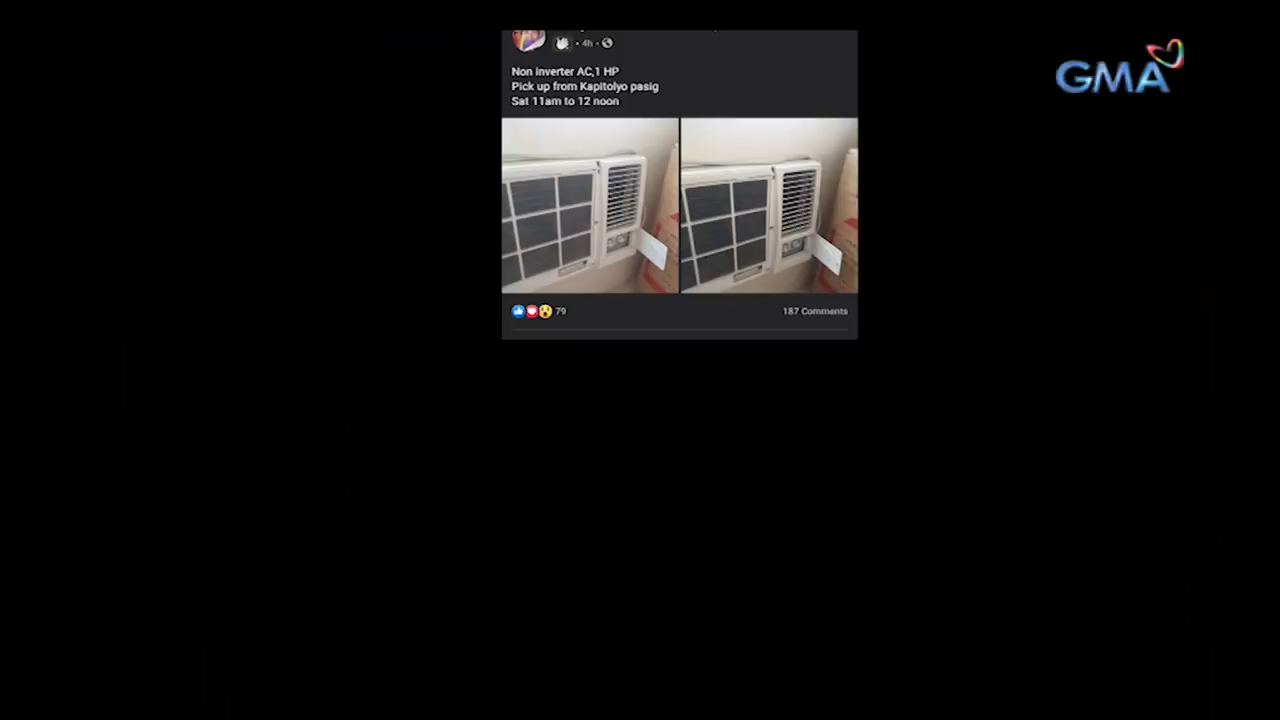 GMA
4h
Non inverter AC,1 HP
Pick up from Kapitolyo pasig
Sat 11am to 12 noon
79
187 Comments